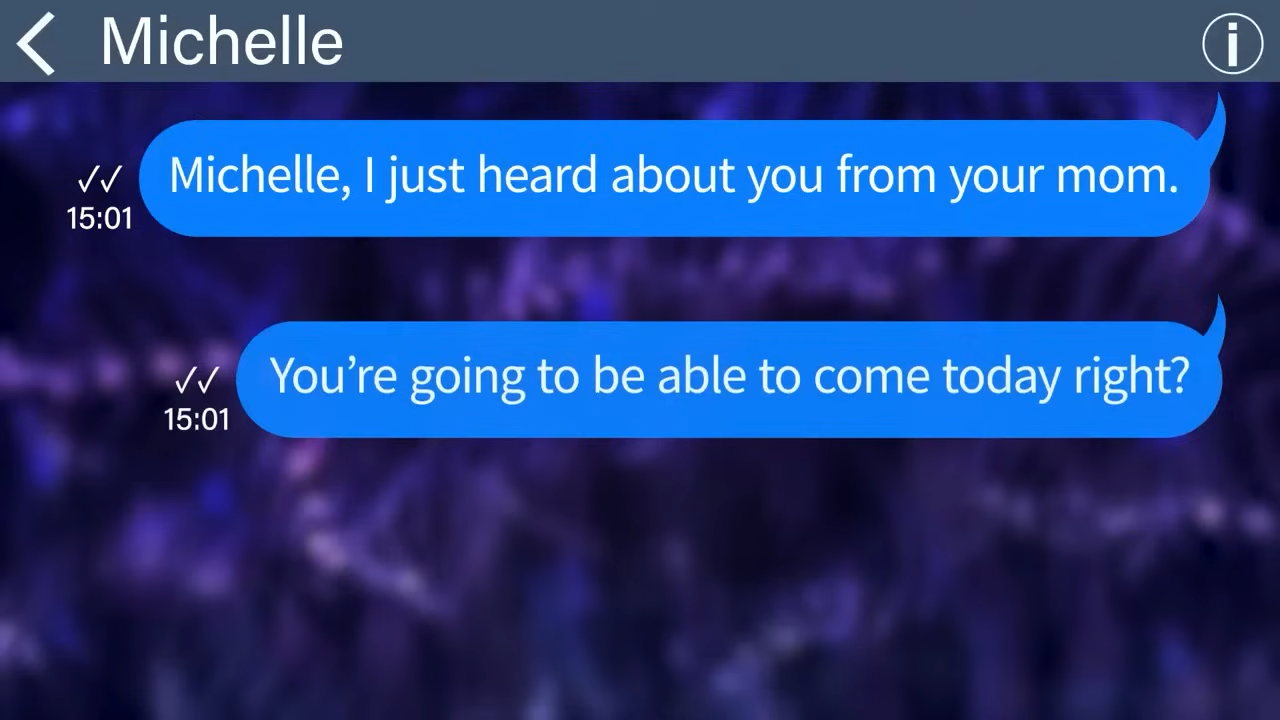 Michelle
Michelle, I just heard about you from your mom.
15:01
You’re going to be able to come today right?
15:01